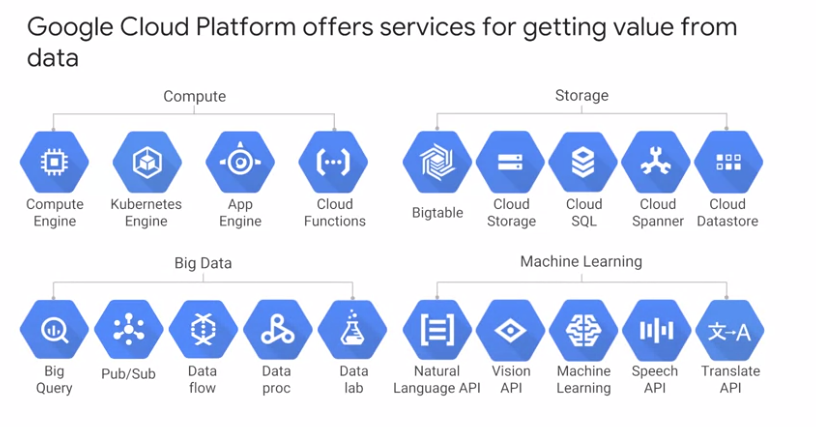 Google Cloud Platform offers services for getting value from
data
Compute
Compute
Engine
Kubernetes
Engine
App
Engine
Cloud
Functions
Storage
Bigtable
Cloud
Storage
Cloud
SQL
Cloud
Spanner
Cloud
Datastore
Big Data
Big
Query
Pub/Sub
Data
flow
Data
proc
Data
lab
Machine Learning
Natural
Language API
Vision
API
Machine
Learning
Speech
API
文→A
Translate
API